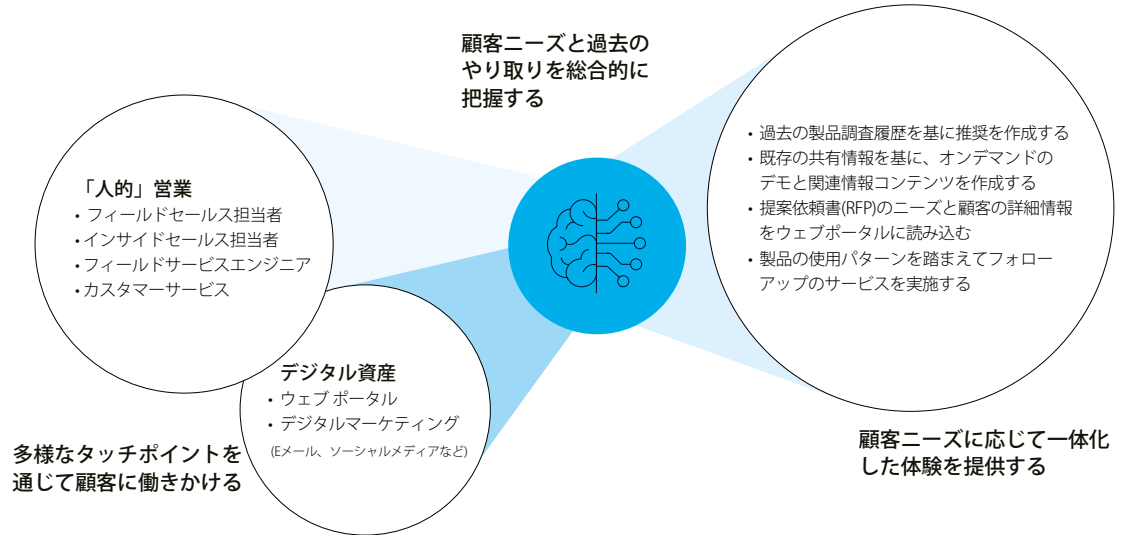 顧客ニーズと過去の
やり取りを総合的に
把握する
「人的」営業
・フィールドセールス担当者
・インサイドセールス担当者
・フィールドサービスエンジニア
・カスタマーサービス
デジタル資産
・ウェブ ポータル
・デジタルマーケティング
(Eメール、ソーシャルメディアなど)
多様なタッチポイントを
通じて顧客に働きかける
・過去の製品調査履歴を基に推奨を作成する
・既存の共有情報を基に、オンデマンドの
デモと関連情報コンテンツを作成する
・提案依頼書(RFP)のニーズと顧客の詳細情報
をウェブポータルに読み込む
・製品の使用パターンを踏まえてフォロー
アップのサービスを実施する
顧客ニーズに応じて一体化
した体験を提供する